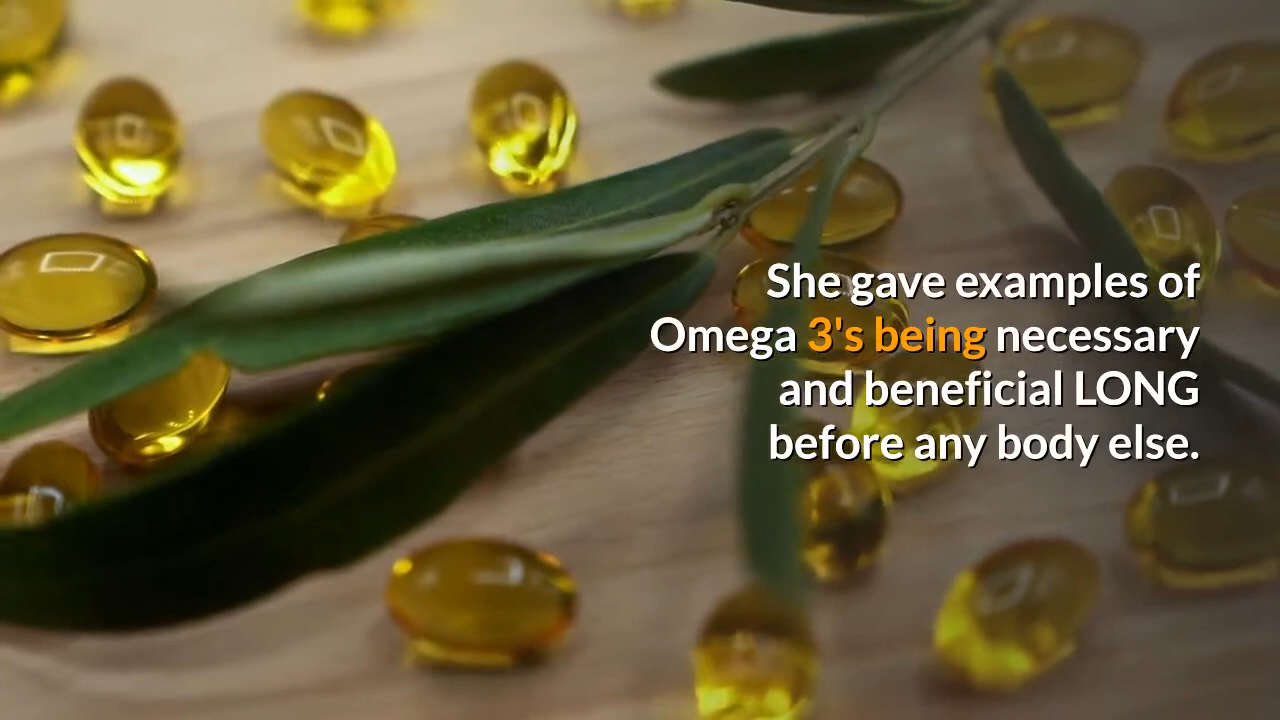 She gave examples of
Omega 3's being necessary
and beneficial LONG
before any body else.